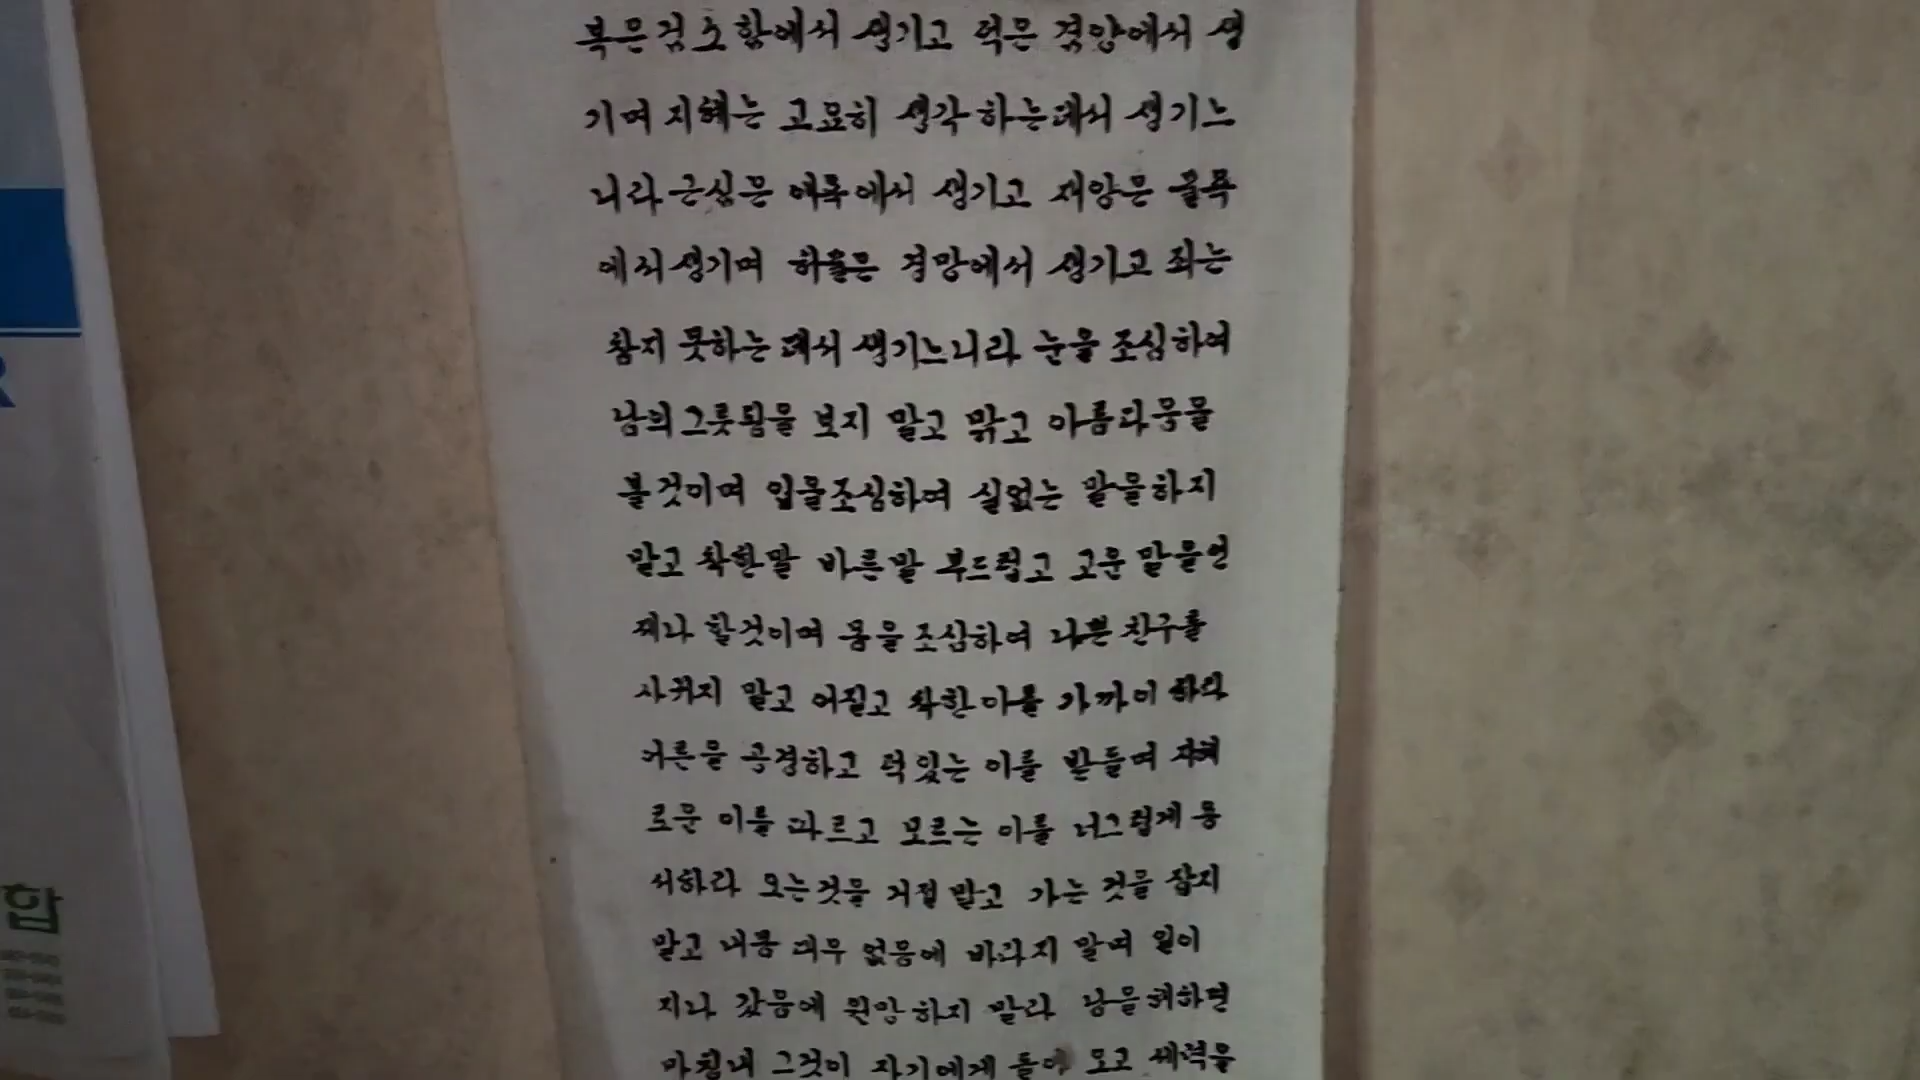 복은 검소함에서 생기고 덕은 겸양에서 생
기며 지혜는 고요히 생각 하는데서 생기느
니라 근심은 애욕에서 생기고 재앙은 물욕
에서 생기며 허물은 경망에서 생기고 죄는
참지 못하는데서 생기느니라 눈을 조심하여
남의 그릇됨을 보지 말고 맑고 아름다움을
볼것이며 입을 조심하여 실없는 말을하지
말고 착한말 바른말 부드럽고 고운 말을 언
제나 할것이며 몸을 조심하여 나쁜 친구를
사귀지 말고 어질고 착한 이를 가까이 하라
어른을 공경하고 덕있는 이를 받들며 지혜
로운 이를 따르고 모르는 이를 너그럽게 용
서하라 오는것을 거절 말고 가는 것을 잡지
말고 내몸 대우 없음에 바라지 말며 일이
지나 갔음에 원망 하지 말라 남을 해하면
마침내 그것이 자기에게 돌아 오고 세력을
합